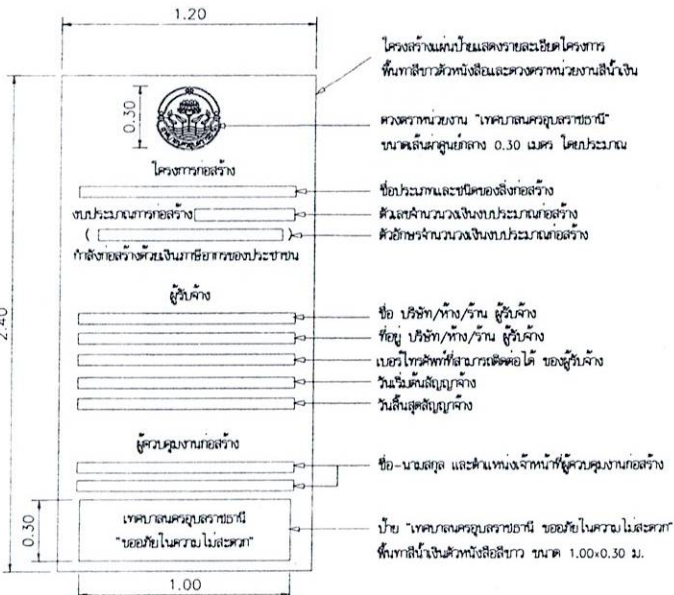 1.20
โครงสร้างแผ่นป้ายแสดงรายละเอียดโครงการ
พื้นทาสีขาวตัวหนังสือและดวงตราหน่วยงานสีน้ำเงิน
0.30
ดวงตราหน่วยงาน "เทศบาลนครอุบลราชธานี"
ขนาดเส้นผ่าศูนย์กลาง 0.30 เมตร โดยประมาณ
โครงการก่อสร้าง
ชื่อประเภทและชนิดของสิ่งก่อสร้าง
งบประมาณการก่อสร้าง
ตัวเลขจำนวนวงเงินงบประมาณก่อสร้าง
( )
ตัวอักษรจำนวนวงเงินงบประมาณก่อสร้าง
กำลังก่อสร้างด้วยเงินภาษีอากรของประชาชน
2.40
ผู้รับจ้าง
ชื่อ บริษัท/ห้าง/ร้าน ผู้รับจ้าง
ที่อยู่ บริษัท/ห้าง/ร้าน ผู้รับจ้าง
เบอร์โทรศัพท์ที่สามารถติดต่อได้ ของผู้รับจ้าง
วันเริ่มต้นสัญญาจ้าง
วันสิ้นสุดสัญญาจ้าง
ผู้ควบคุมงานก่อสร้าง
ชื่อ-นามสกุล และตำแหน่งเจ้าหน้าที่ผู้ควบคุมงานก่อสร้าง
0.30
เทศบาลนครอุบลราชธานี
"ขออภัยในความไม่สะดวก"
ป้าย "เทศบาลนครอุบลราชธานี ขออภัยในความไม่สะดวก"
พื้นทาสีน้ำเงินตัวหนังสือสีขาว ขนาด 1.00x0.30 ม.
1.00